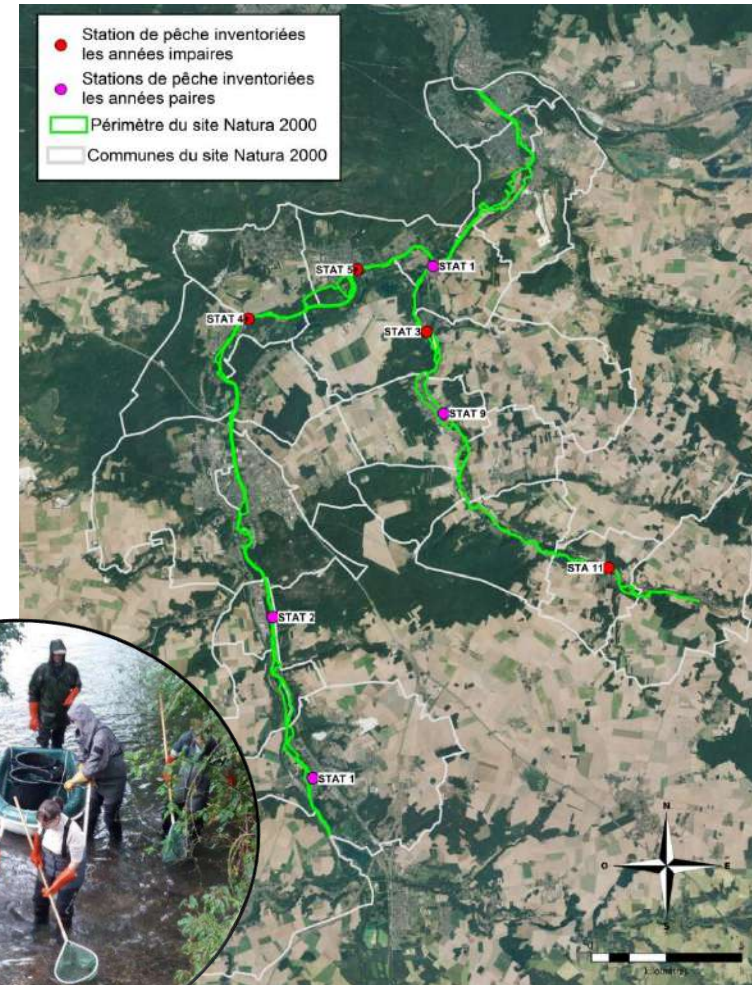 Station de pêche inventoriées
les années impaires
Stations de pêche inventoriées
les années paires
Périmètre du site Natura 2000
Communes du site Natura 2000
STAT 5
STAT 1
STAT 4
STAT 3
STAT 9
STA 11
STAT 2
STAT 1
N
O
E
S